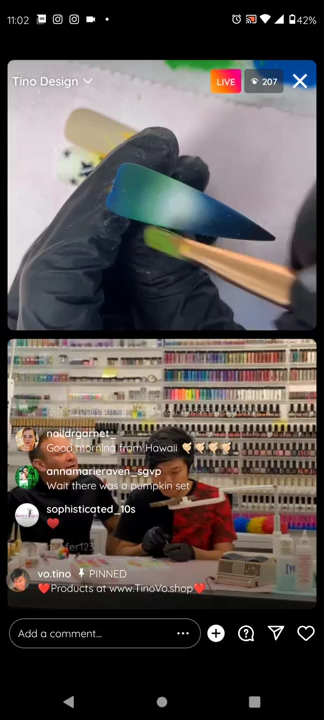 11:02
42%
Tino Design
LIVE
207
naildrgarnet
Good morning from Hawaii 🤙🏻🤙🏻🤙🏻🤙🏻
annamarieraven_sgvp
Wait there was a pumpkin set
sophisticated_10s
❤️
vo.tino PINNED
❤️Products at www.TinoVo.shop❤️
Add a comment...